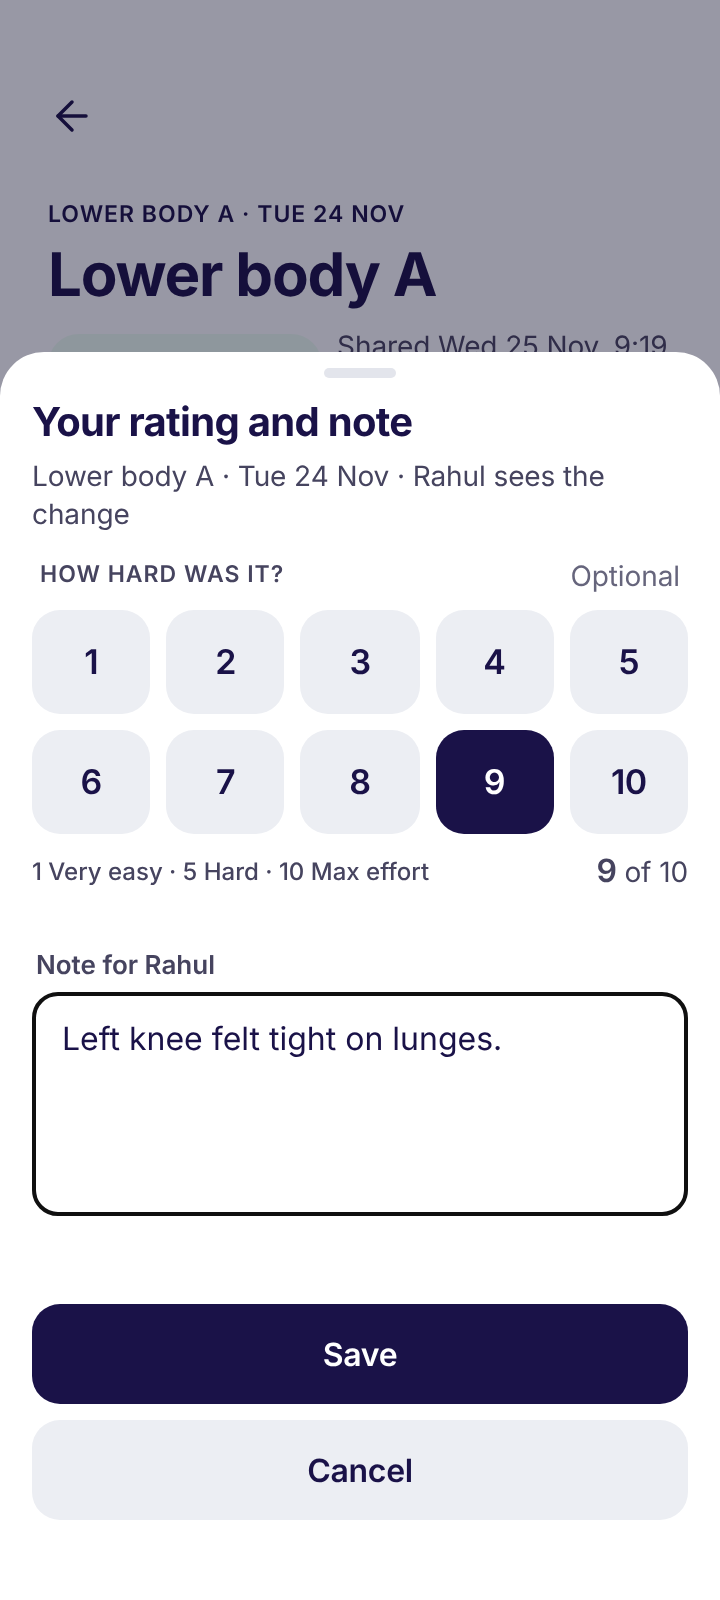 LOWER BODY A · TUE 24 NOV
Lower body A
Shared Wed 25 Nov, 9:19
Your rating and note
Lower body A · Tue 24 Nov · Rahul sees the
change
HOW HARD WAS IT?
Optional
1 2 3 4 5
6 7 8 9 10
1 Very easy · 5 Hard · 10 Max effort
9 of 10
Note for Rahul
Left knee felt tight on lunges.
Save
Cancel